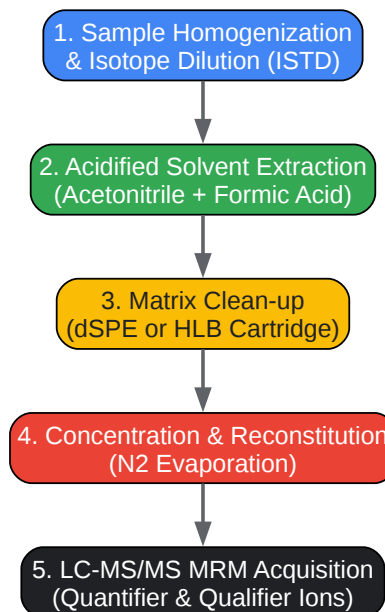 1. Sample Homogenization
& Isotope Dilution (ISTD)
2. Acidified Solvent Extraction
(Acetonitrile + Formic Acid)
3. Matrix Clean-up
(dSPE or HLB Cartridge)
4. Concentration & Reconstitution
(N2 Evaporation)
5. LC-MS/MS MRM Acquisition
(Quantifier & Qualifier Ions)